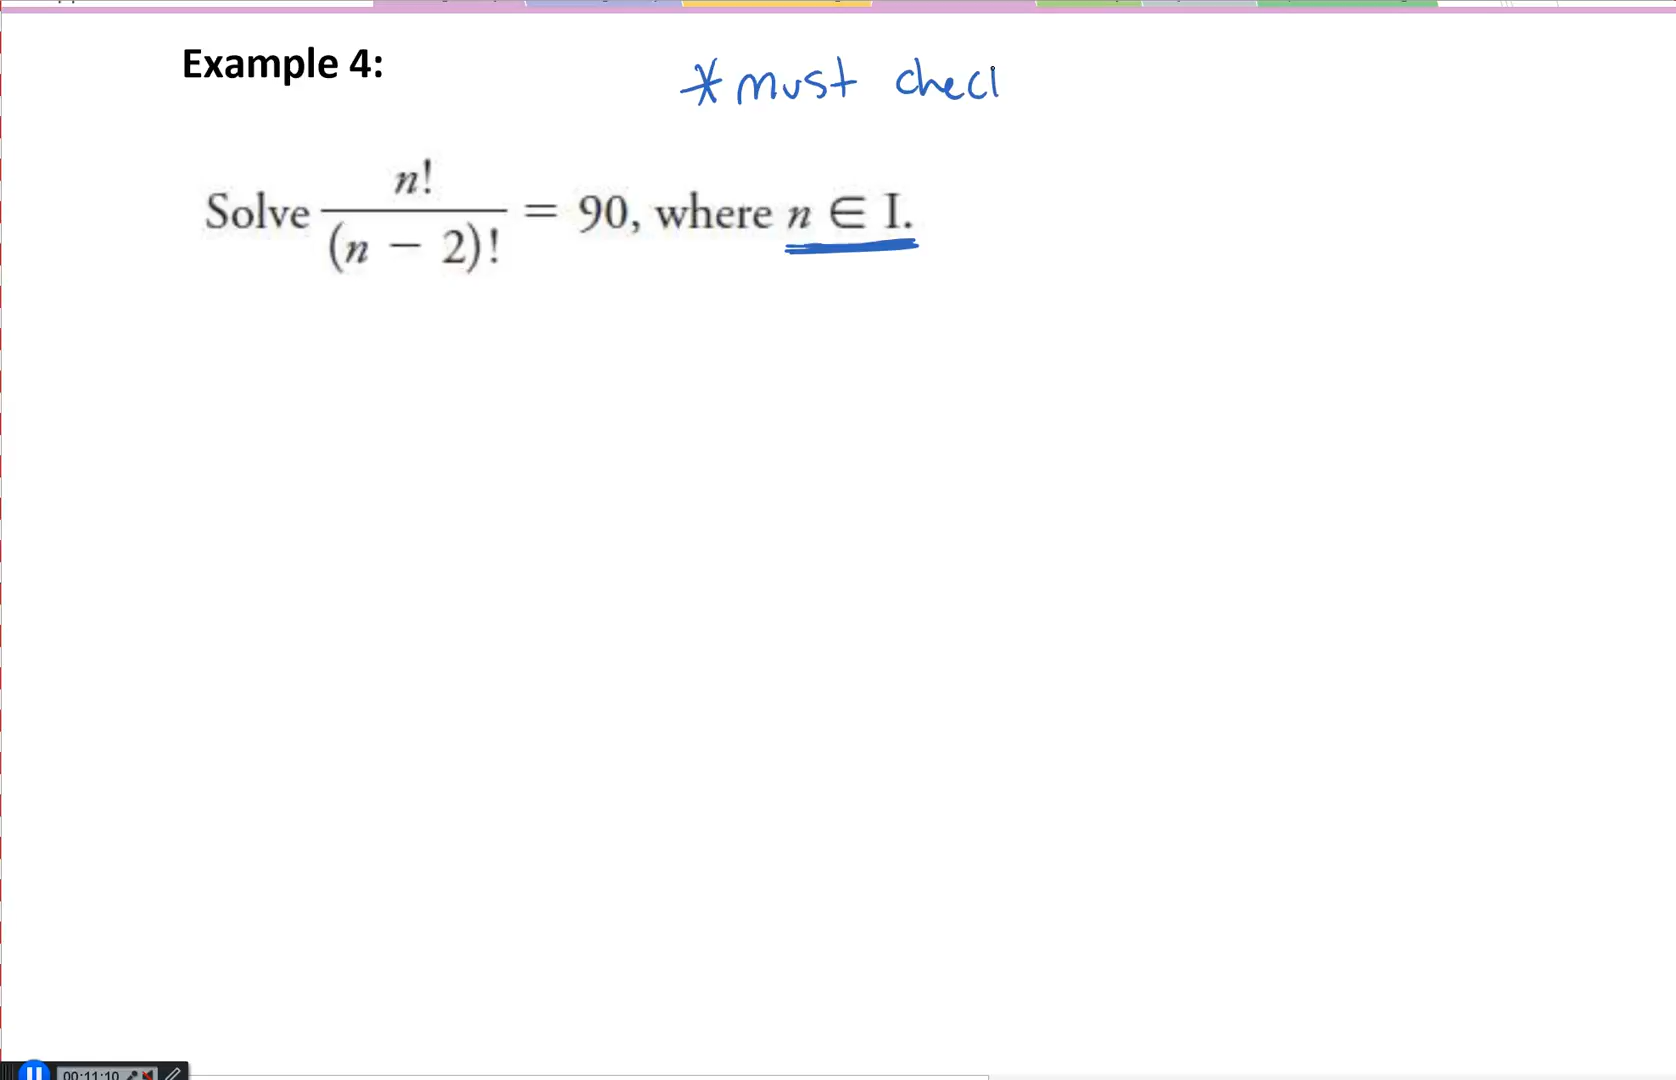 Example 4:
*must checl
Solve n!/(n − 2)! = 90, where n ∈ I.
00:11:10